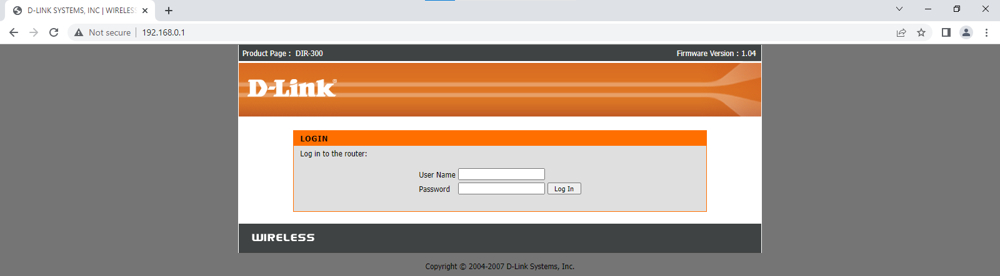 D-LINK SYSTEMS, INC | WIRELESS
Not secure 192.168.0.1
Product Page : DIR-300 Firmware Version : 1.04
D-Link®
LOGIN
Log in to the router:
User Name
Password Log In
WIRELESS
Copyright © 2004-2007 D-Link Systems, Inc.